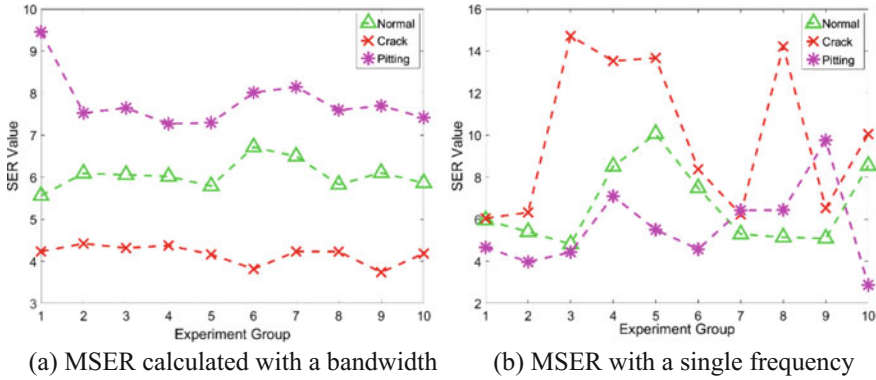 10
9
8
7
6
5
4
3
SER Value
1 2 3 4 5 6 7 8 9 10
Experiment Group
Normal
Crack
Pitting
(a) MSER calculated with a bandwidth
16
14
12
10
8
6
4
2
SER Value
1 2 3 4 5 6 7 8 9 10
Experiment Group
Normal
Crack
Pitting
(b) MSER with a single frequency